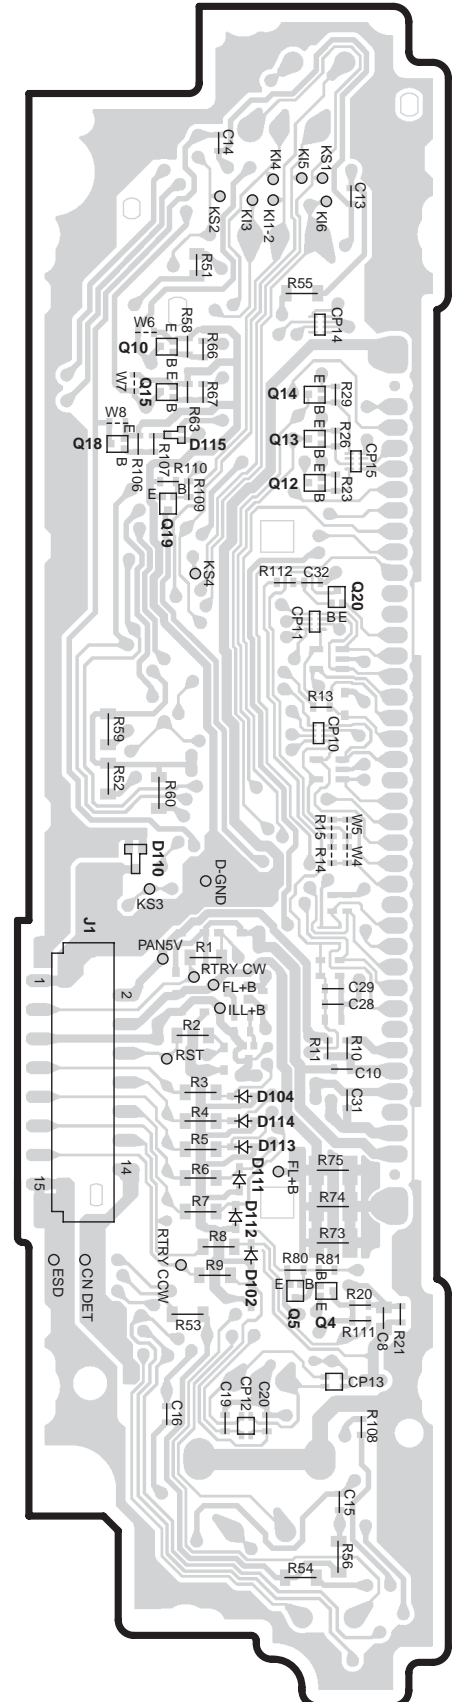 C14
KI4
KI5
KS1
C13
KS2
KI3
KI1-2
KI6
R51
R55
W6
E
R58
R66
CP14
Q10
B
W7
Q15
E
B
R67
Q14
E
B
R29
W8
R63
D115
Q18
E
B
R106
R107
Q13
E
B
R26
CP15
R110
E
B
R109
Q19
Q12
E
B
R23
KS4
R112
C32
Q20
B
E
CP11
R13
CP10
R59
R52
R60
R15
W5
R14
W4
D110
D-GND
KS3
J1
PAN5V
R1
RTRY CW
1
2
FL+B
C29
ILL+B
C28
R2
R11
R10
RST
C10
R3
D104
C31
R4
D114
R5
D113
15
14
R6
D111
FL+B
R75
R7
D112
R74
R8
R73
ESD
CN DET
RTRY CCW
R9
D102
R80
R81
E
B
B
E
Q5
Q4
R20
R111
C8
R21
R53
CP13
C16
C19
CP12
C20
R108
C15
R56
R54